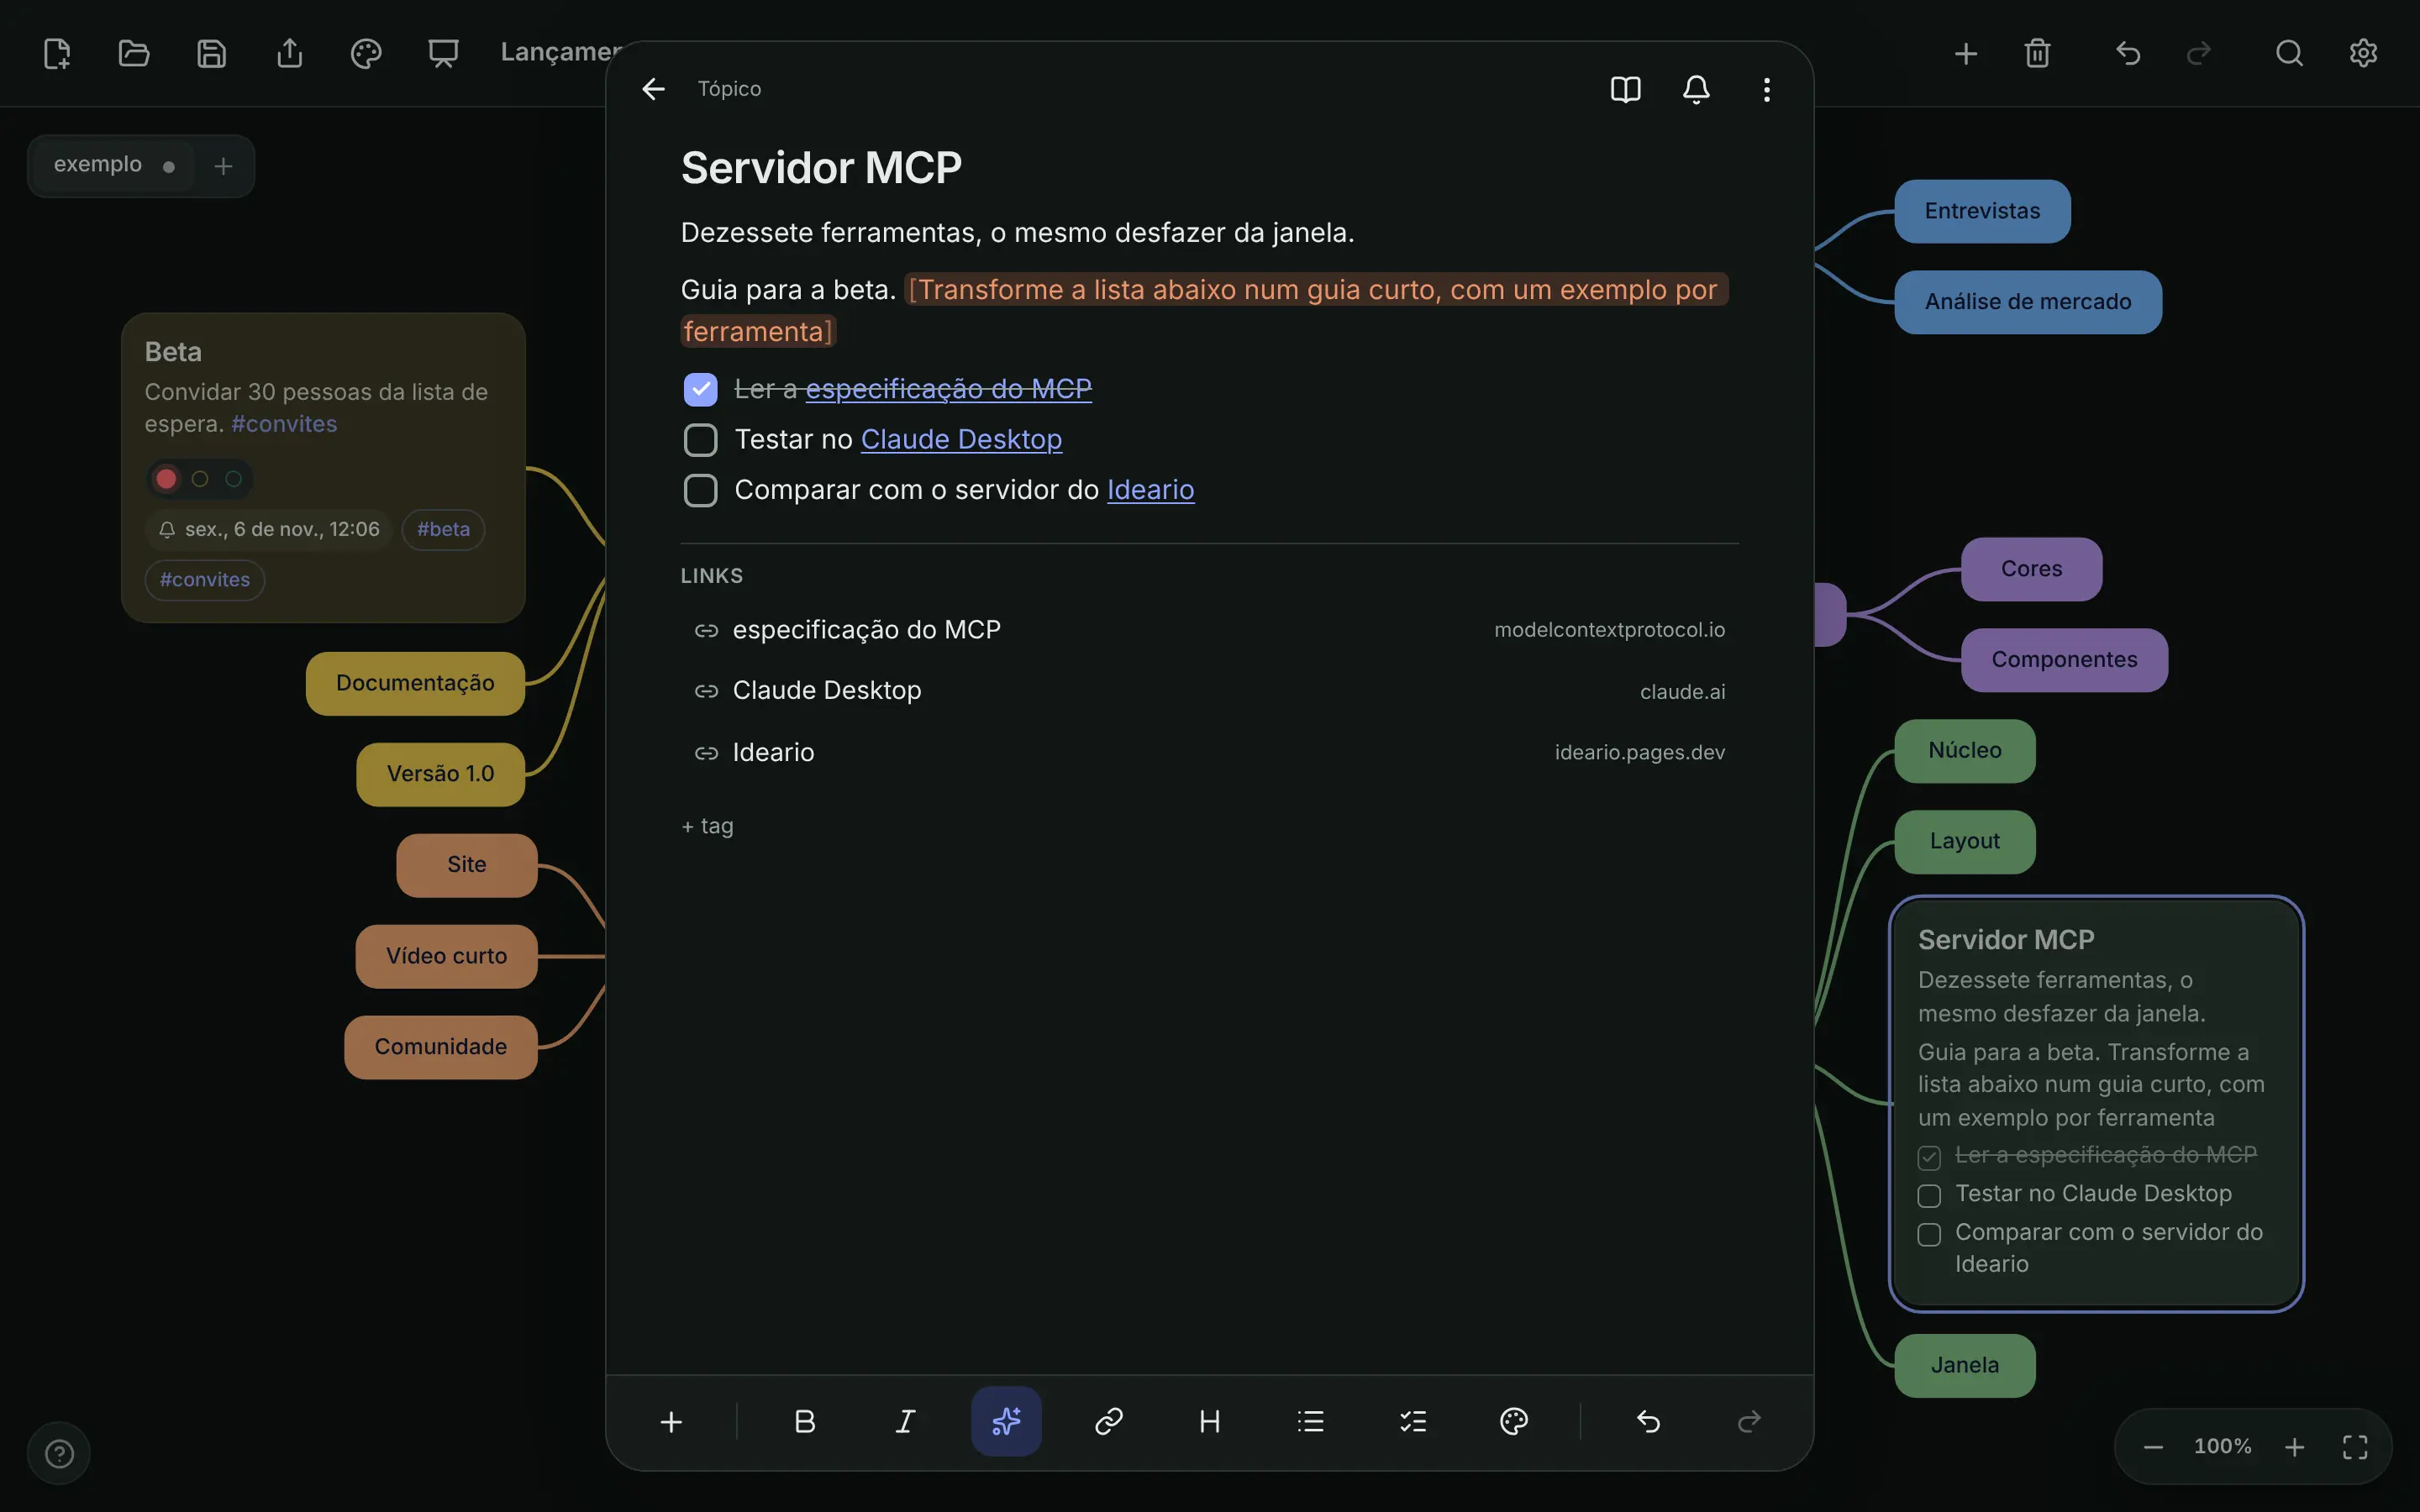 Lançamen
exemplo
Beta
Convidar 30 pessoas da lista de
espera. #convites
sex., 6 de nov., 12:06
#beta
#convites
Documentação
Versão 1.0
Site
Vídeo curto
Comunidade
Tópico
Servidor MCP
Dezessete ferramentas, o mesmo desfazer da janela.
Guia para a beta. [Transforme a lista abaixo num guia curto, com um exemplo por
ferramenta]
Ler a especificação do MCP
Testar no Claude Desktop
Comparar com o servidor do Ideario
LINKS
especificação do MCP modelcontextprotocol.io
Claude Desktop claude.ai
Ideario ideario.pages.dev
+ tag
B I H
Entrevistas
Análise de mercado
Cores
Componentes
Núcleo
Layout
Servidor MCP
Dezessete ferramentas, o
mesmo desfazer da janela.
Guia para a beta. Transforme a
lista abaixo num guia curto, com
um exemplo por ferramenta
Ler a especificação do MCP
Testar no Claude Desktop
Comparar com o servidor do
Ideario
Janela
100%